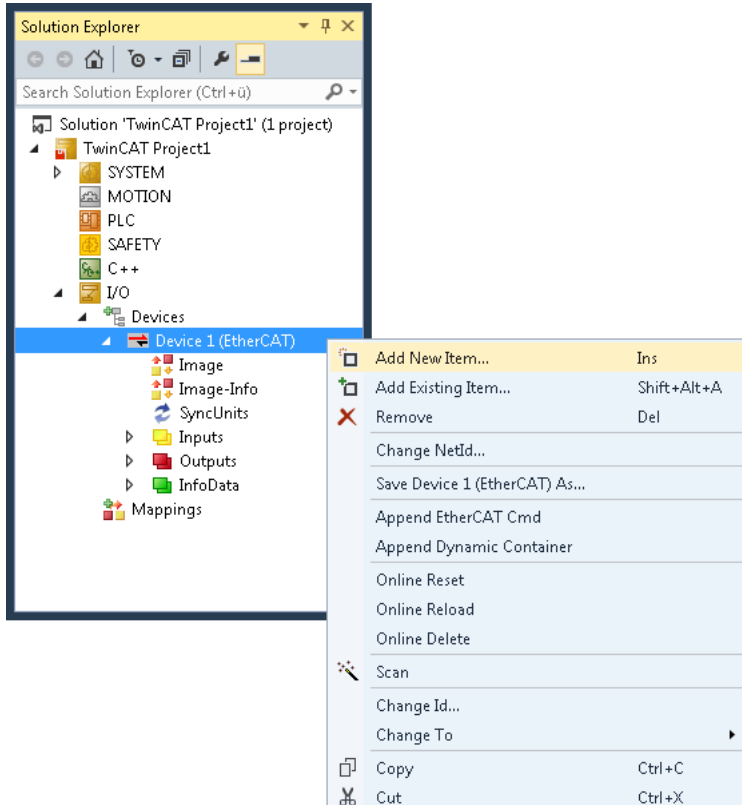 Solution Explorer
Search Solution Explorer (Ctrl+ü)
Solution 'TwinCAT Project1' (1 project)
TwinCAT Project1
SYSTEM
MOTION
PLC
SAFETY
C++
I/O
Devices
Device 1 (EtherCAT)
Image
Image-Info
SyncUnits
Inputs
Outputs
InfoData
Mappings
Add New Item... Ins
Add Existing Item... Shift+Alt+A
Remove Del
Change NetId...
Save Device 1 (EtherCAT) As...
Append EtherCAT Cmd
Append Dynamic Container
Online Reset
Online Reload
Online Delete
Scan
Change Id...
Change To
Copy Ctrl+C
Cut Ctrl+X